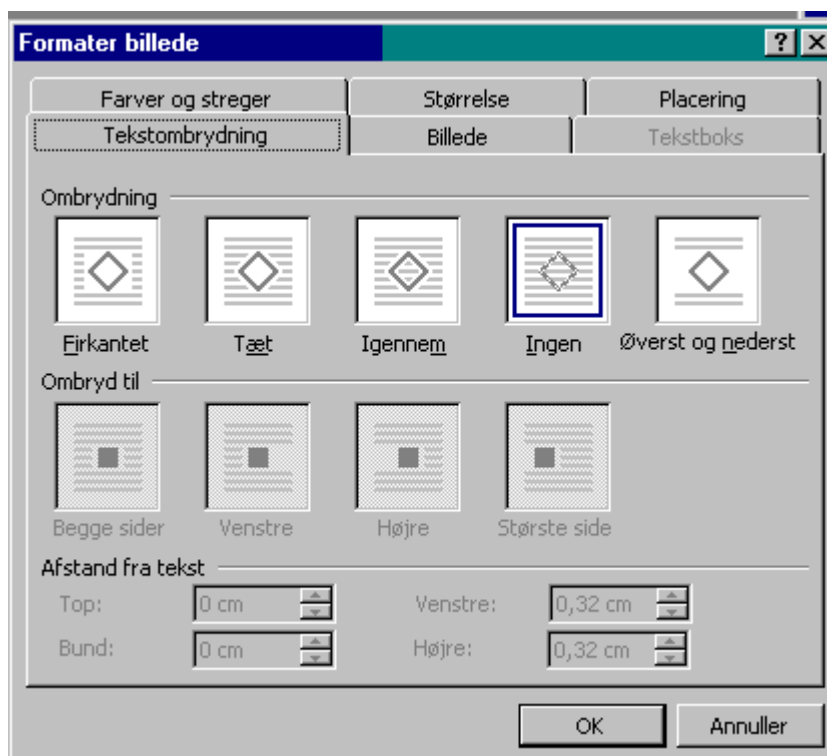 Formater billede
Farver og streger Størrelse Placering
Tekstombrydning Billede Tekstboks
Ombrydning
Firkantet Tæt Igennem Ingen Øverst og nederst
Ombryd til
Begge sider Venstre Højre Største side
Afstand fra tekst
Top: 0 cm Venstre: 0,32 cm
Bund: 0 cm Højre: 0,32 cm
OK Annuller